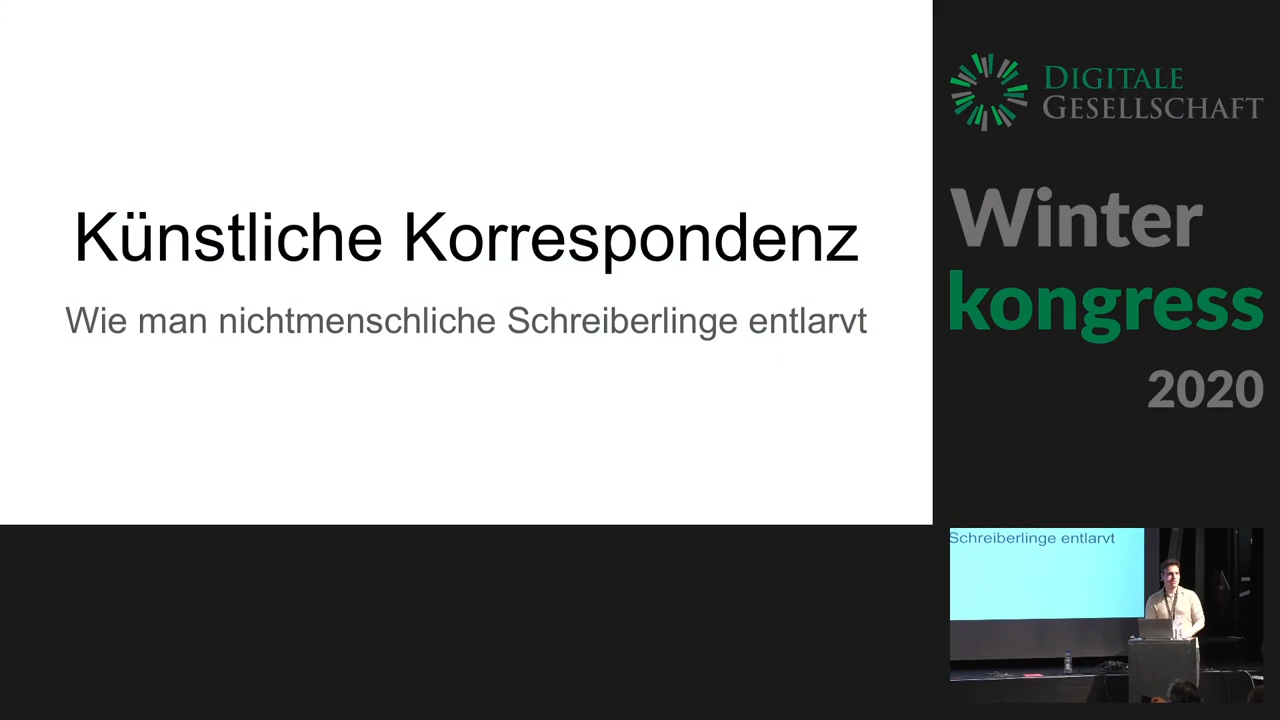 Künstliche Korrespondenz
Wie man nichtmenschliche Schreiberlinge entlarvt
DIGITALE
GESELLSCHAFT
Winter
kongress
2020
Schreiberlinge entlarvt